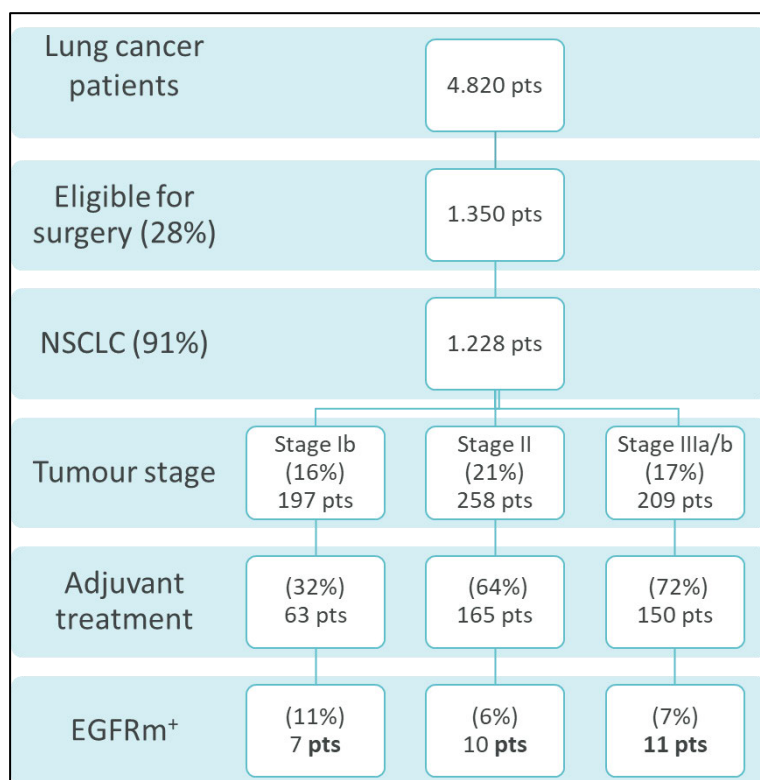 Lung cancer
patients
4.820 pts
Eligible for
surgery (28%)
1.350 pts
NSCLC (91%)
1.228 pts
Tumour stage
Stage Ib
(16%)
197 pts
Stage II
(21%)
258 pts
Stage IIIa/b
(17%)
209 pts
Adjuvant
treatment
(32%)
63 pts
(64%)
165 pts
(72%)
150 pts
EGFRm⁺
(11%)
7 pts
(6%)
10 pts
(7%)
11 pts